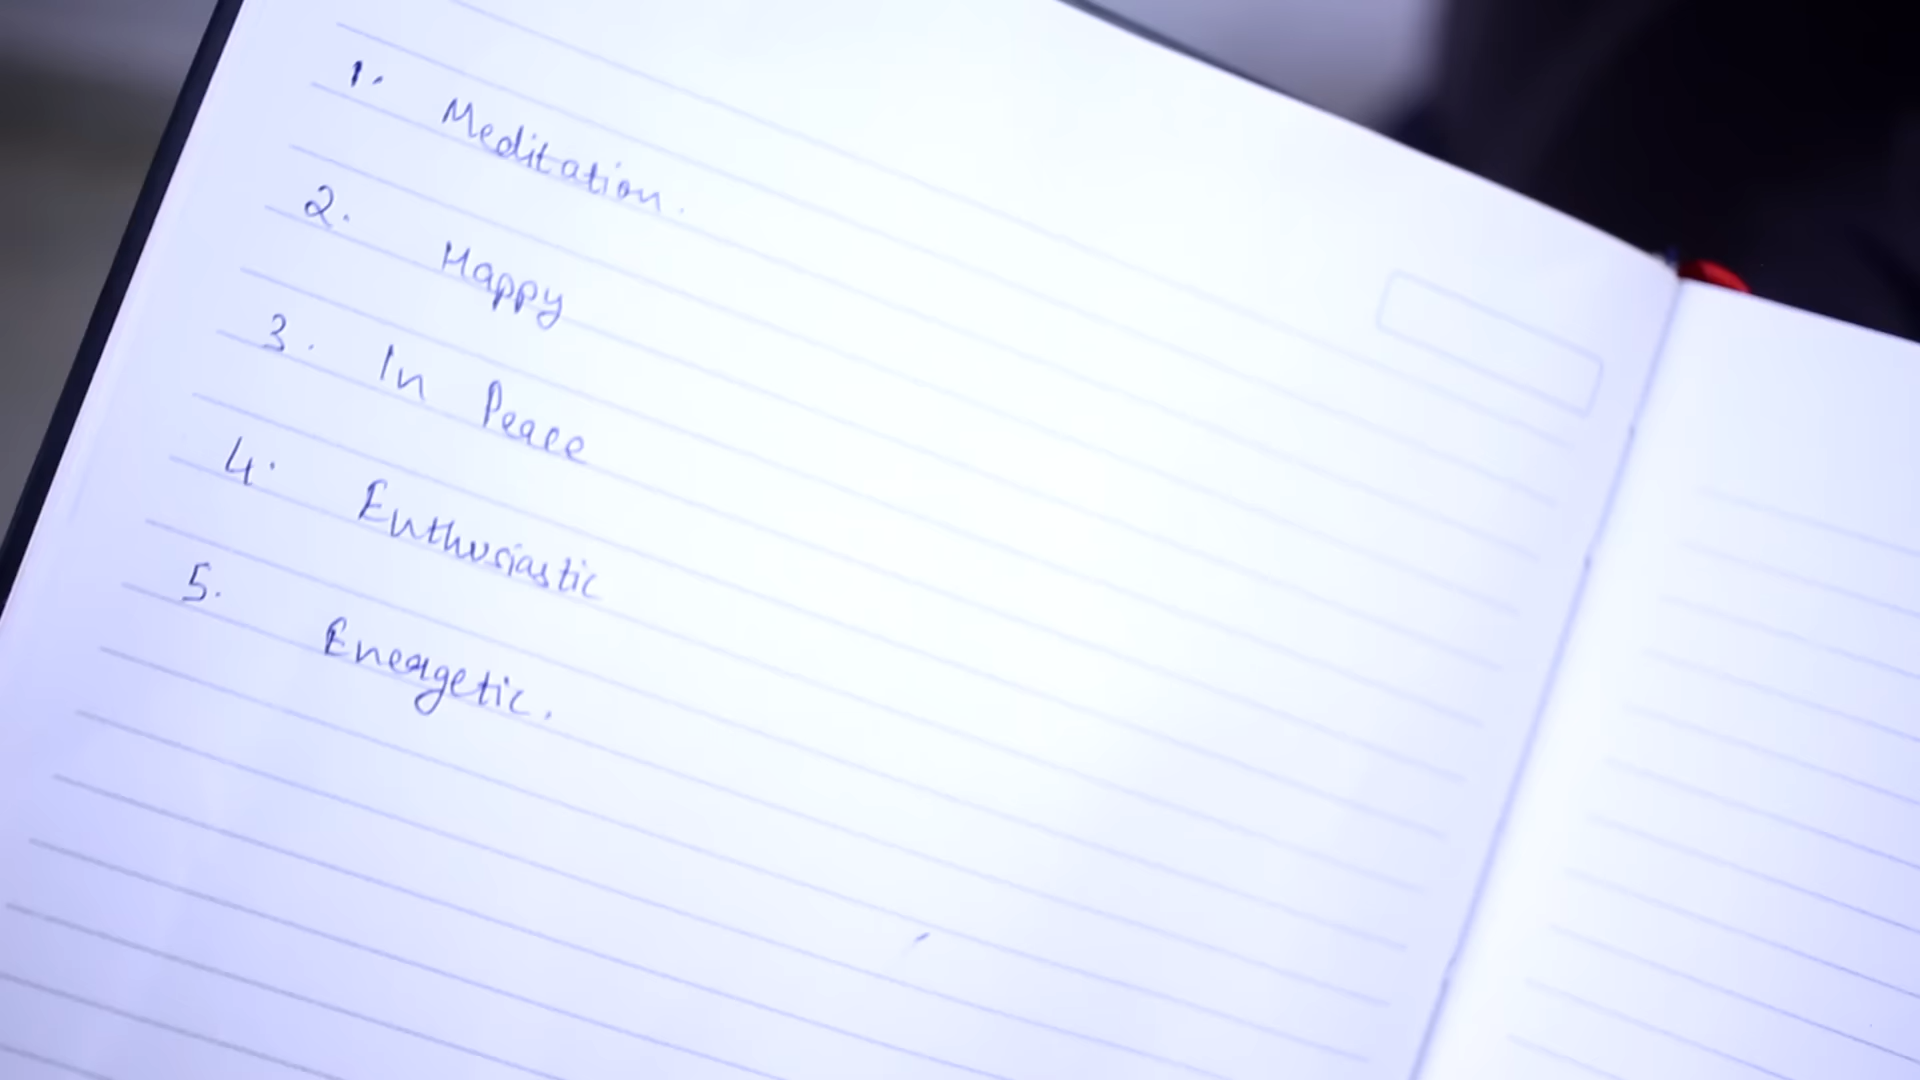 1. Meditation.
2. Happy
3. In Peace
4. Enthusiastic
5. Energetic.